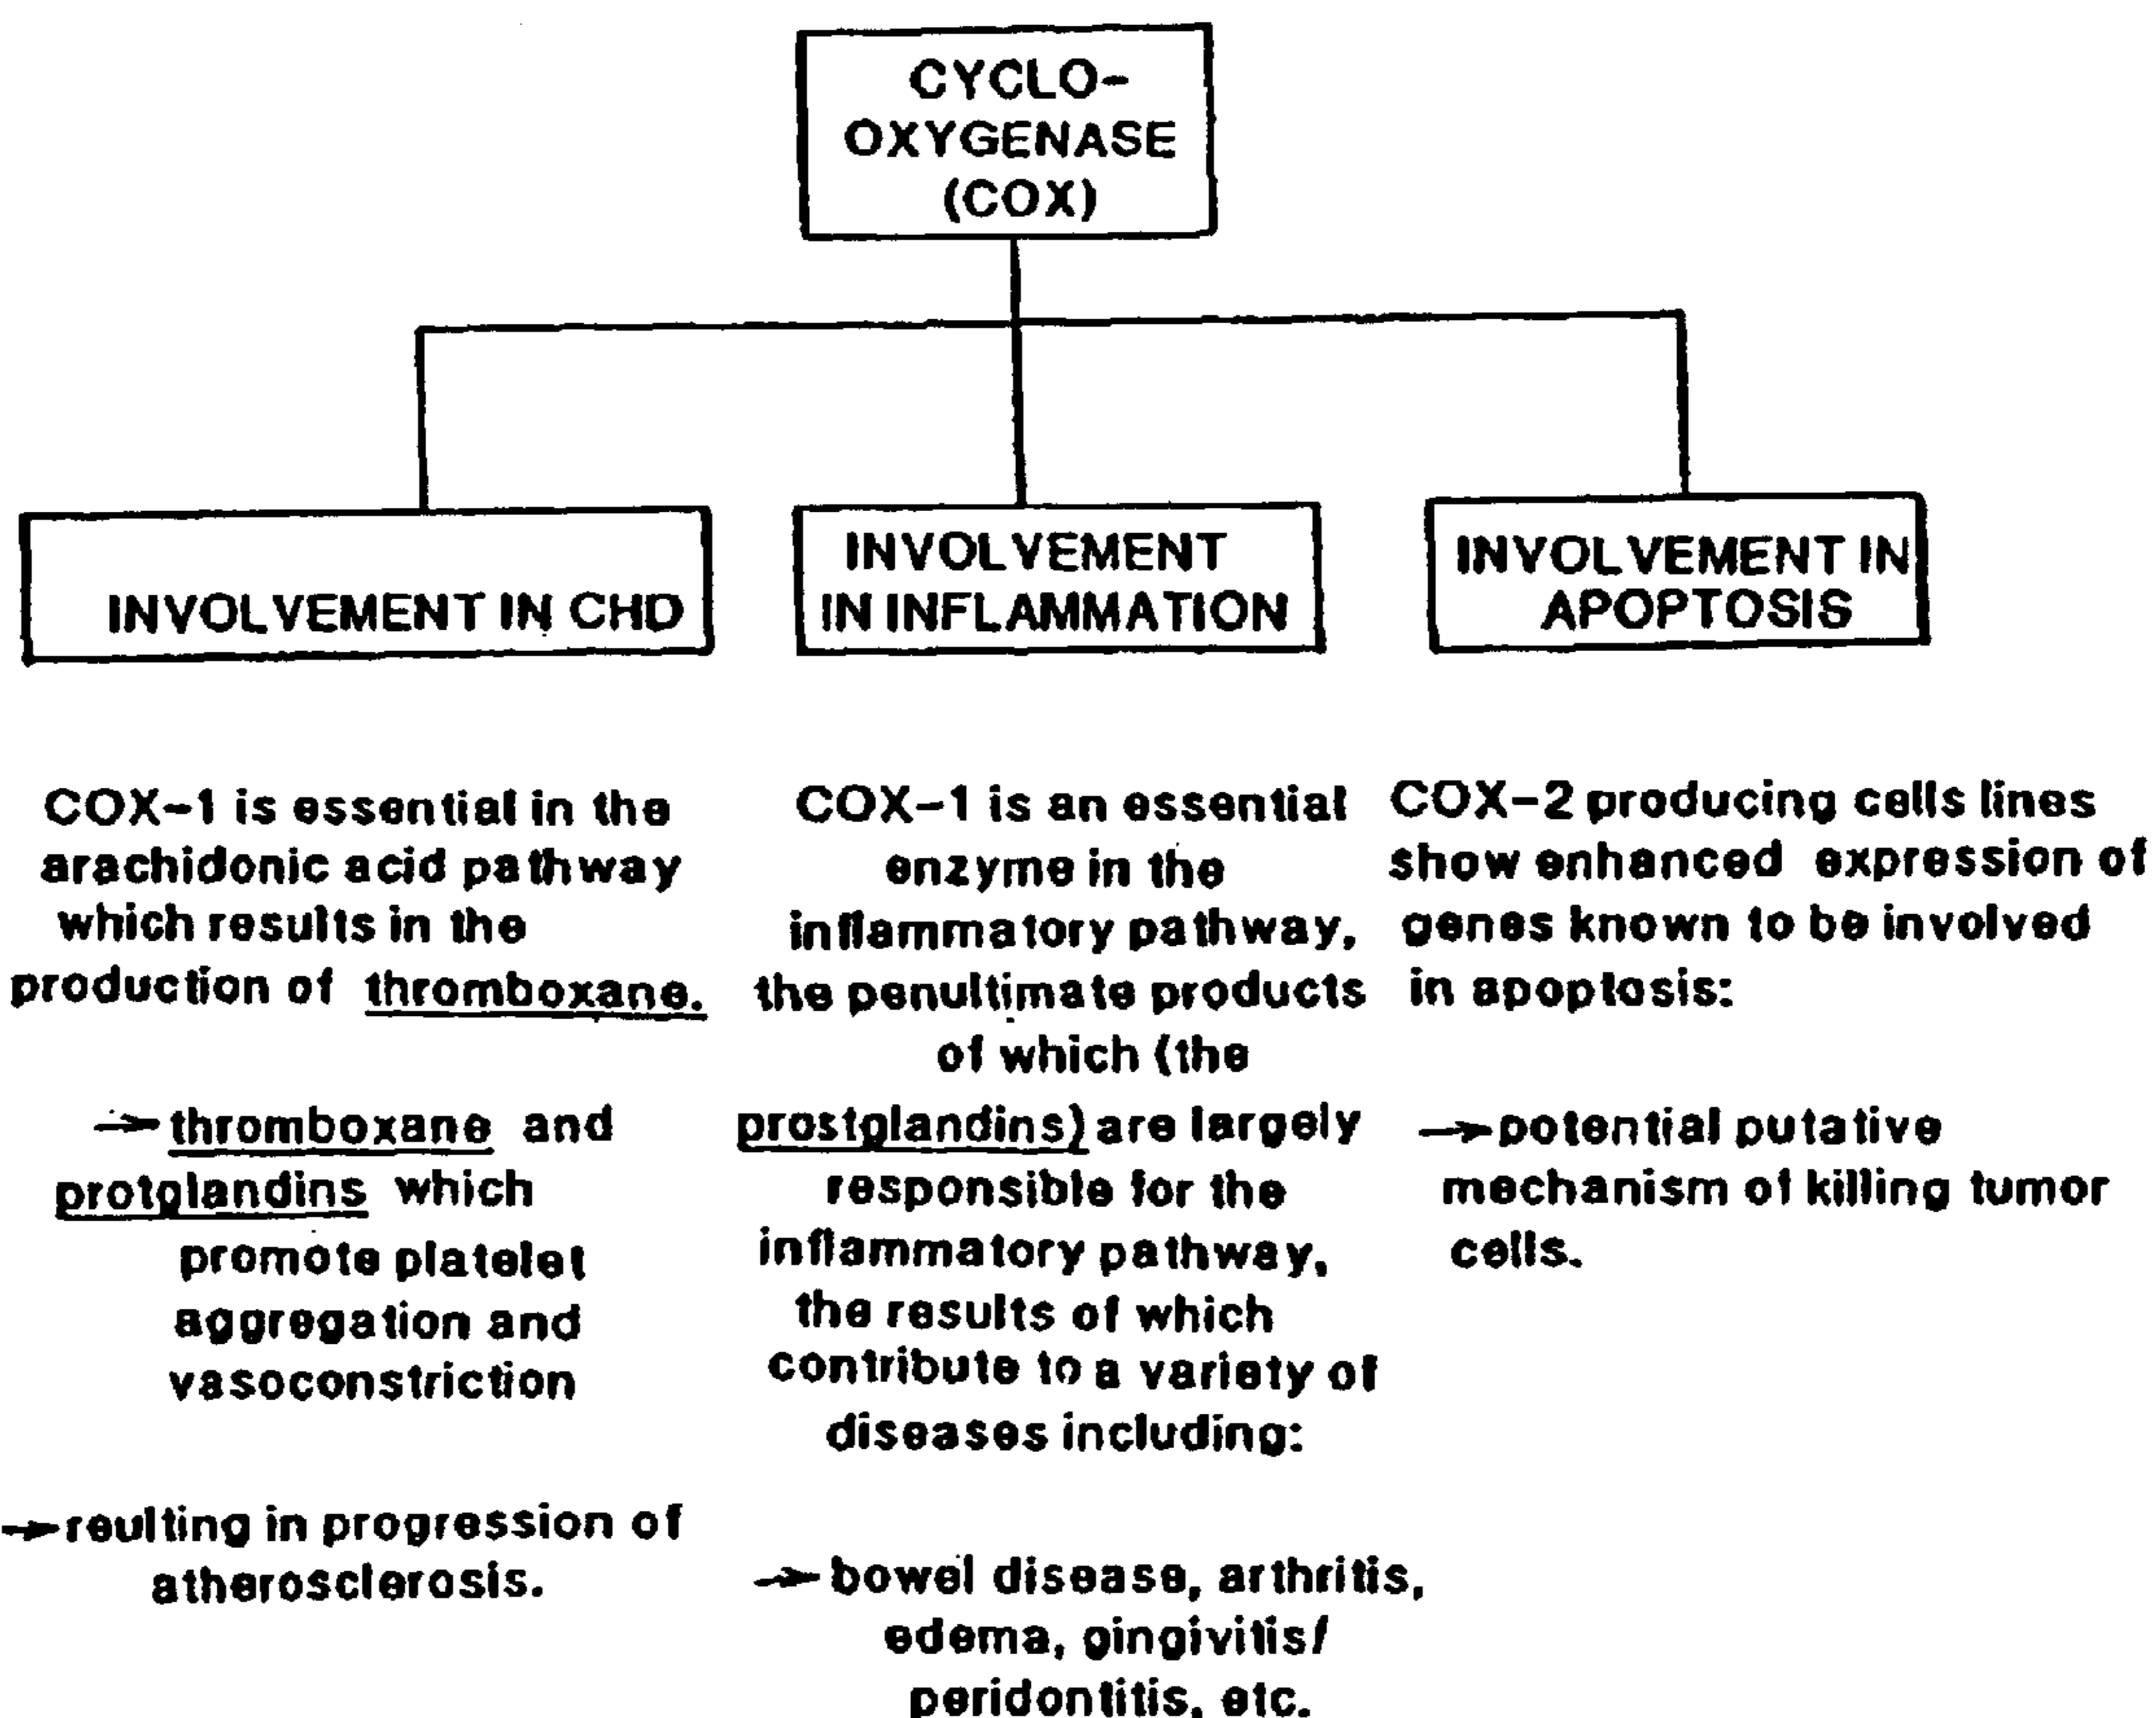 CYCLO-
OXYGENASE
(COX)
INVOLVEMENT IN CHD
INVOLVEMENT
IN INFLAMMATION
INVOLVEMENT IN
APOPTOSIS
COX-1 is essential in the
arachidonic acid pathway
which results in the
production of thromboxane.
→thromboxane and
protglandins which
promote platelet
aggregation and
vasoconstriction
→reulting in progression of
atherosclerosis.
COX-1 is an essential
enzyme in the
inflammatory pathway,
the penultimate products
of which (the
prostglandins) are largely
responsible for the
inflammatory pathway,
the results of which
contribute to a variety of
diseases including:
→bowel disease, arthritis,
edema, gingivitis/
peridontitis, etc.
COX-2 producing cells lines
show enhanced expression of
genes known to be involved
in apoptosis:
→potential putative
mechanism of killing tumor
cells.